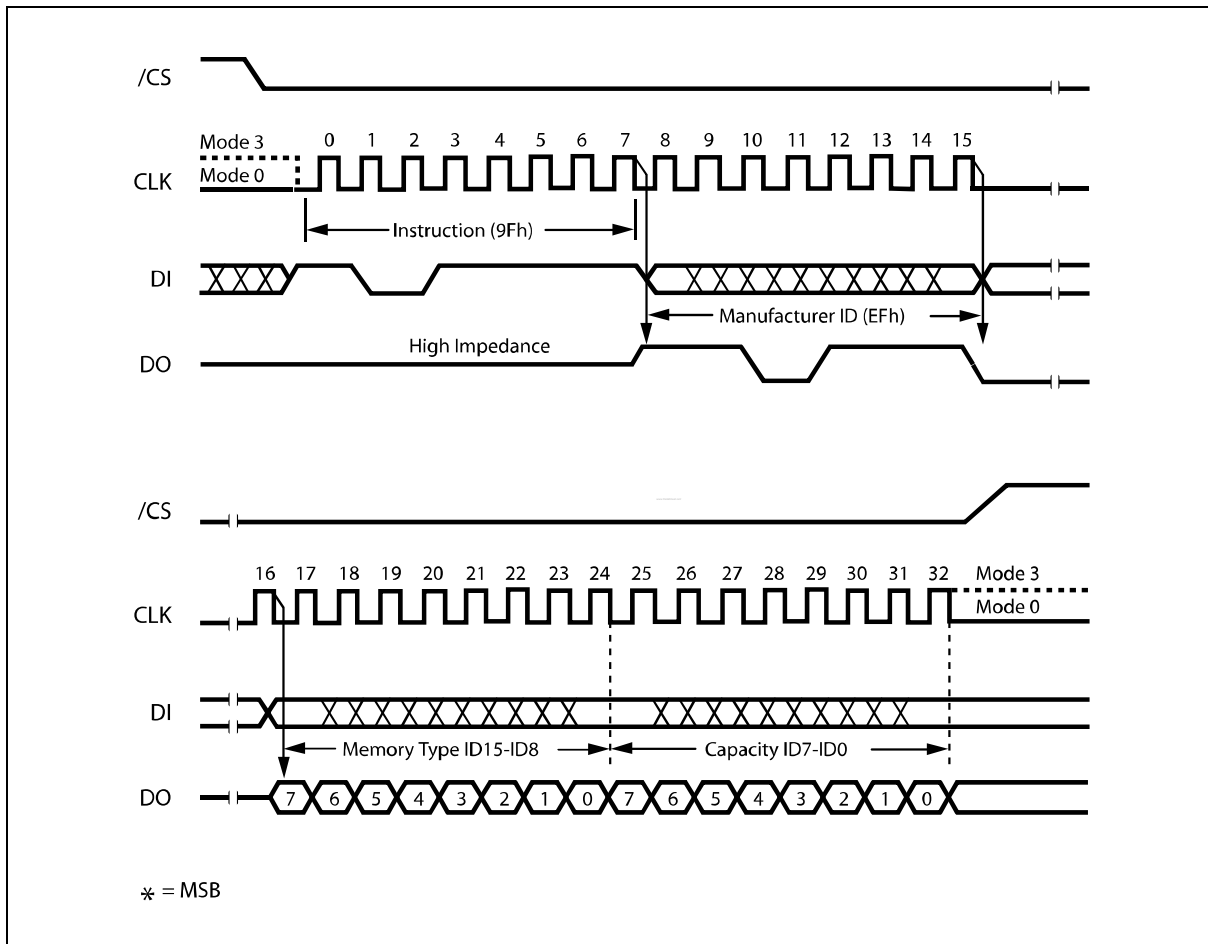 /CS
Mode 3
0 1 2 3 4 5 6 7 8 9 10 11 12 13 14 15
CLK
Mode 0
Instruction (9Fh)
DI
Manufacturer ID (EFh)
High Impedance
DO
/CS
16 17 18 19 20 21 22 23 24 25 26 27 28 29 30 31 32
Mode 3
CLK
Mode 0
DI
Memory Type ID15-ID8
Capacity ID7-ID0
DO
7 6 5 4 3 2 1 0 7 6 5 4 3 2 1 0
* = MSB